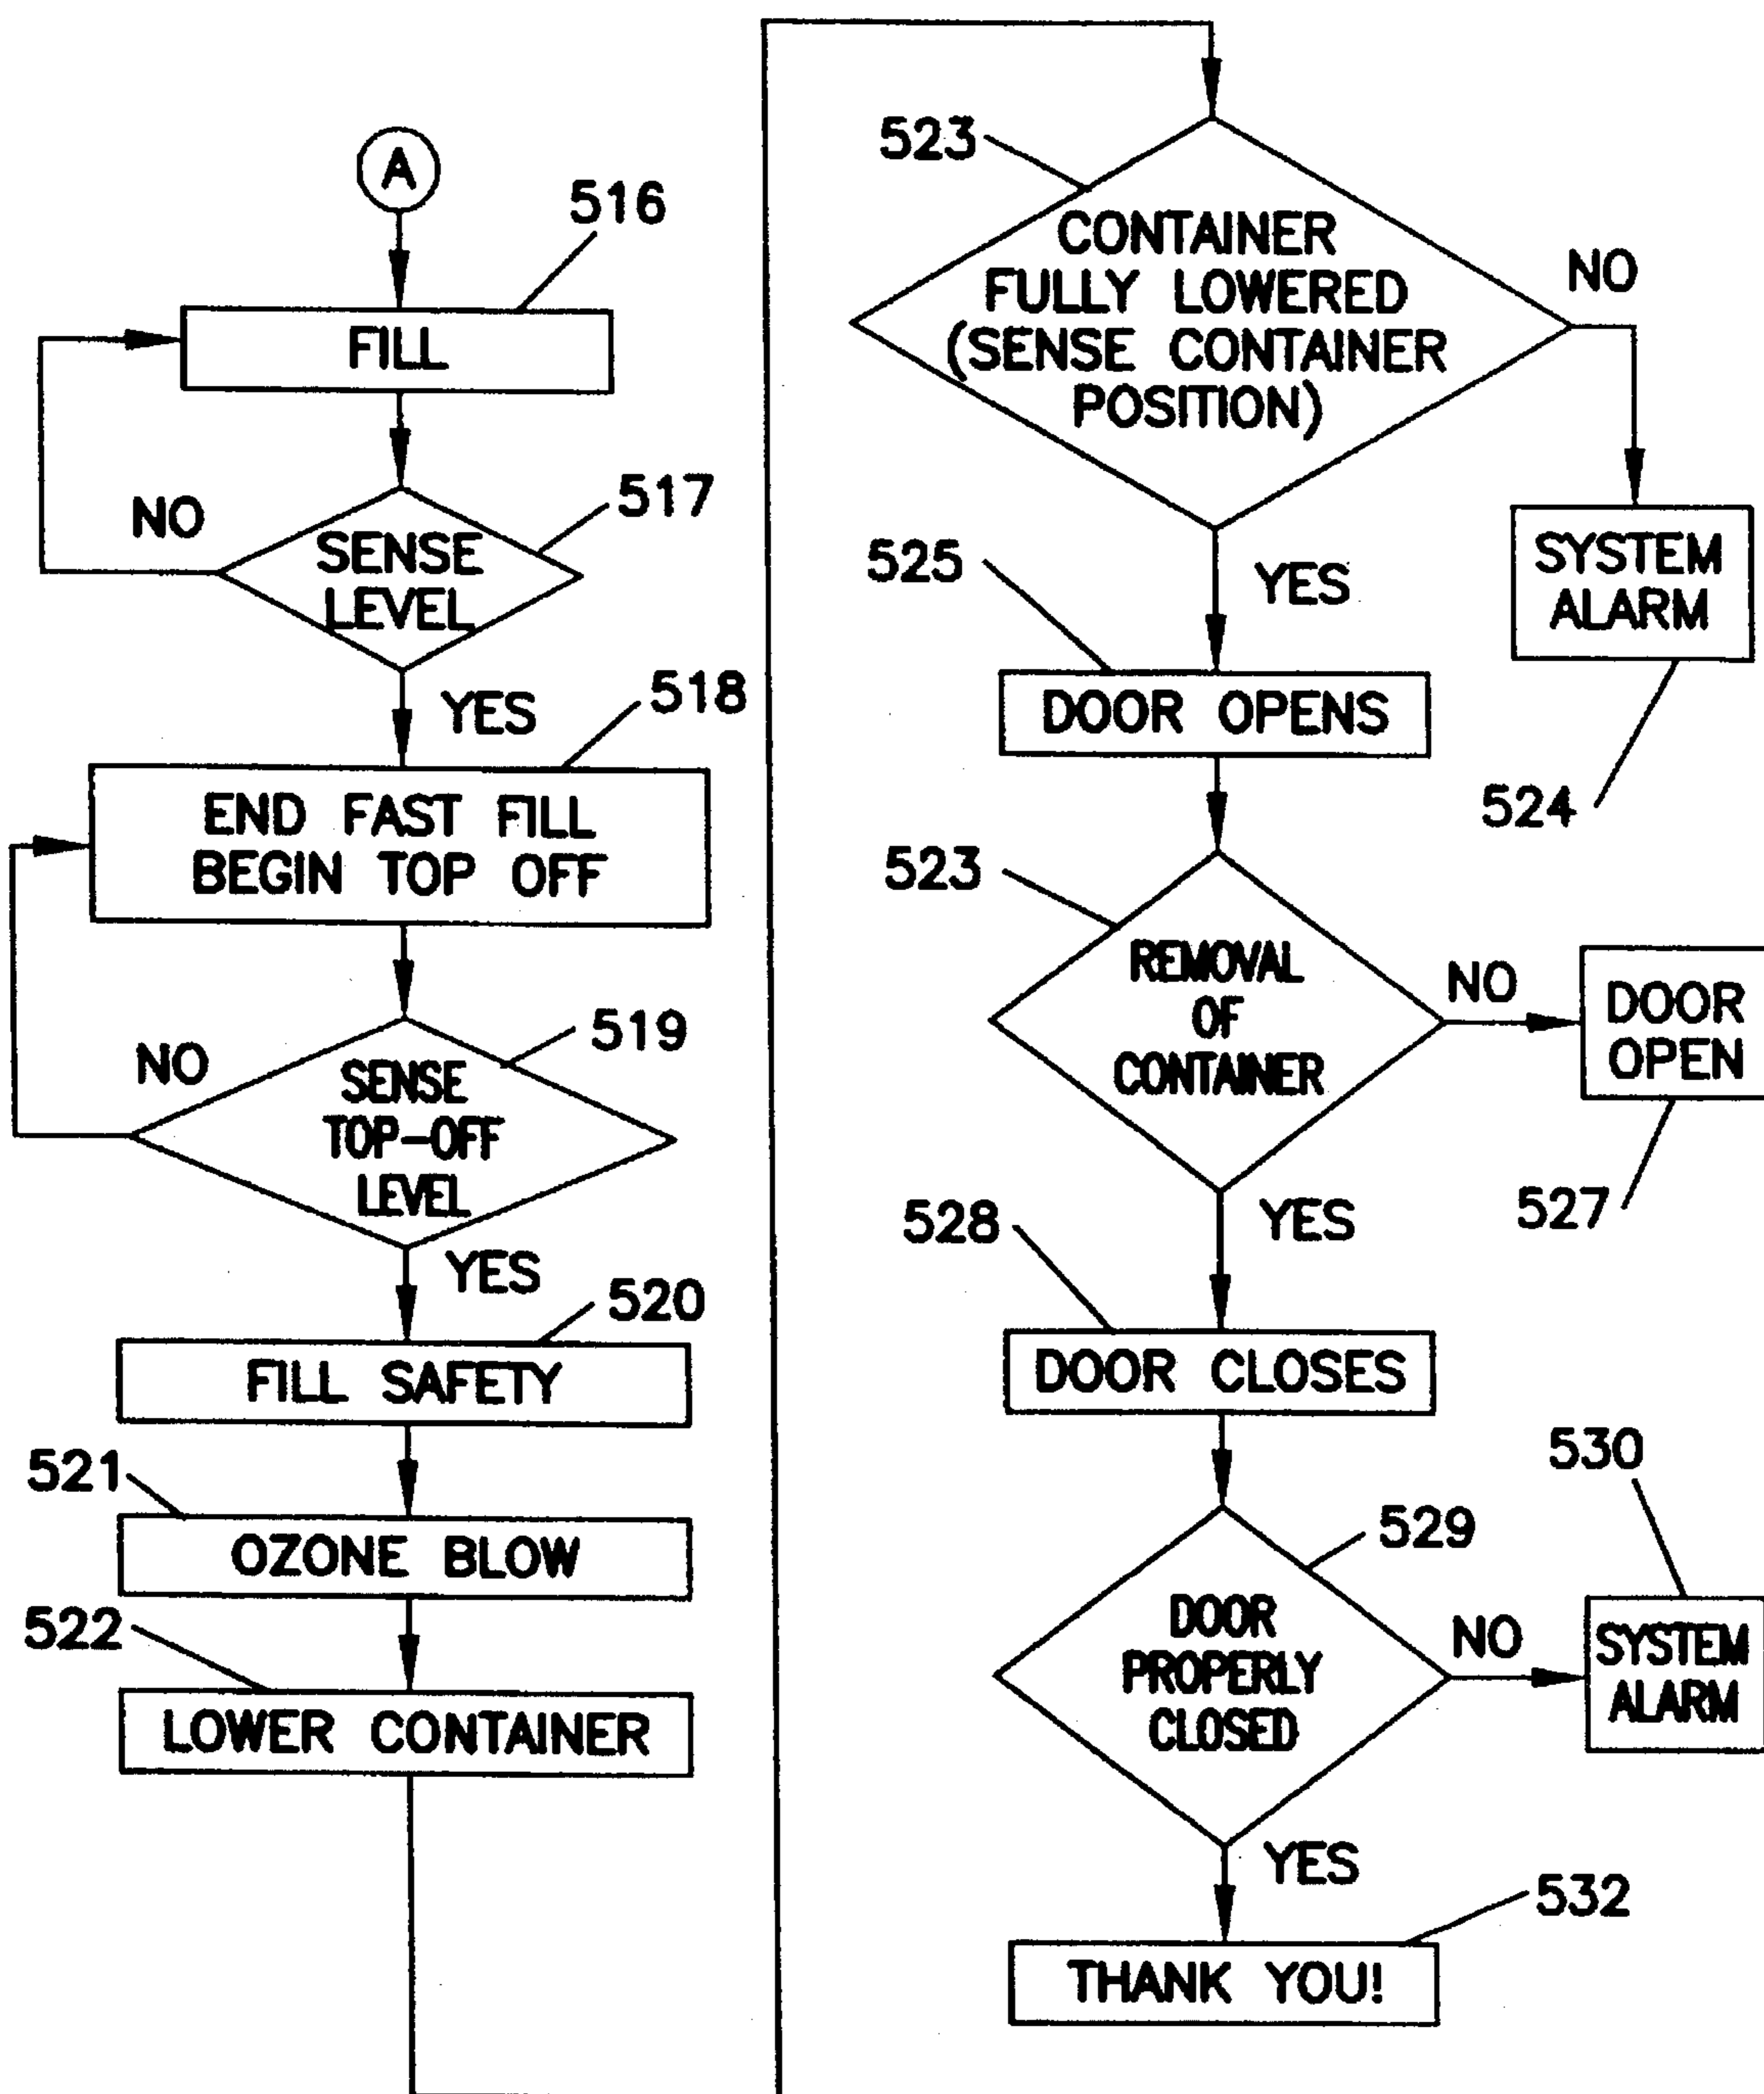 A
516
FILL
517
NO
SENSE
LEVEL
YES
518
END FAST FILL
BEGIN TOP OFF
519
NO
SENSE
TOP-OFF
LEVEL
YES
520
FILL SAFETY
521
OZONE BLOW
522
LOWER CONTAINER
523
CONTAINER
FULLY LOWERED
(SENSE CONTAINER
POSITION)
NO
SYSTEM
ALARM
524
YES
525
DOOR OPENS
523
REMOVAL
OF
CONTAINER
NO
DOOR
OPEN
527
YES
528
DOOR CLOSES
529
DOOR
PROPERLY
CLOSED
NO
530
SYSTEM
ALARM
YES
532
THANK YOU!